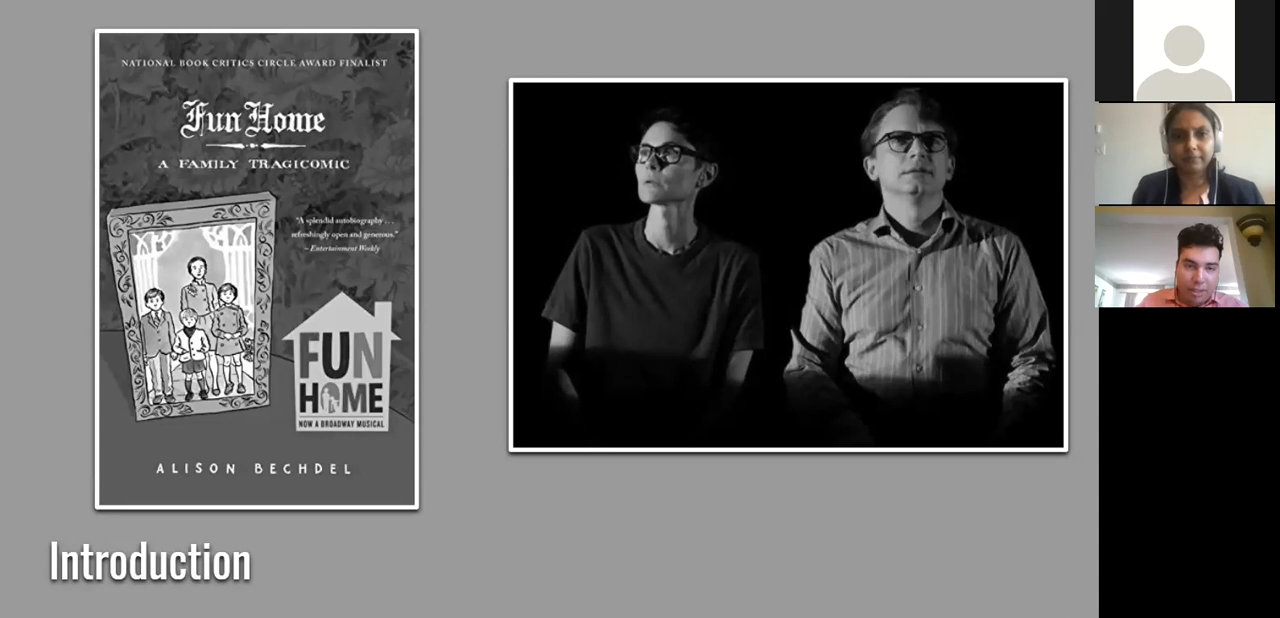 NATIONAL BOOK CRITICS CIRCLE AWARD FINALIST
Fun Home
A FAMILY TRAGICOMIC
"A splendid autobiography . . .
refreshingly open and generous."
– Entertainment Weekly
FUN
HOME
NOW A BROADWAY MUSICAL
ALISON BECHDEL
Introduction